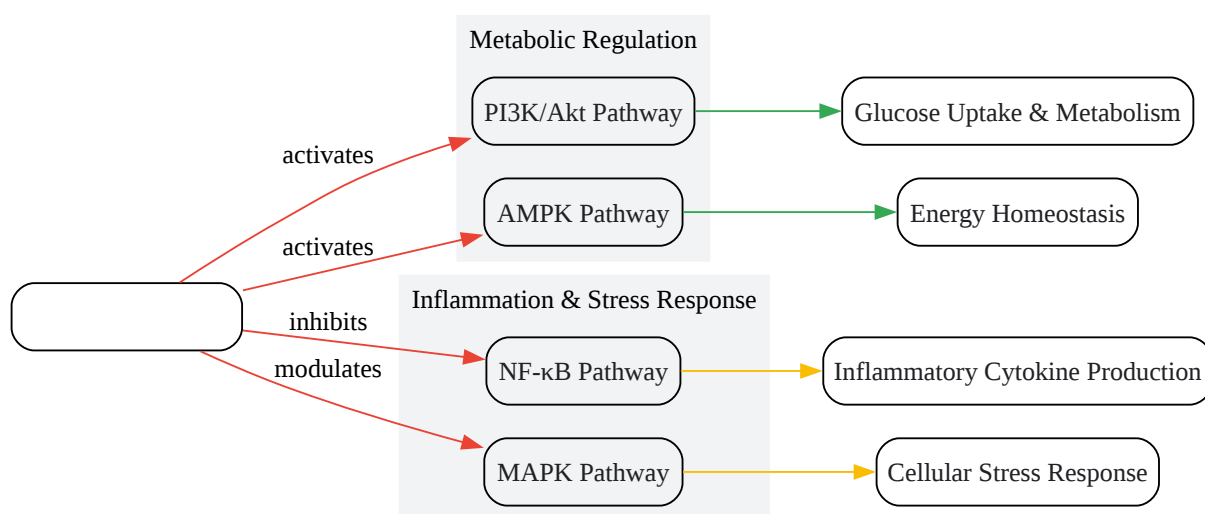 Metabolic Regulation
PI3K/Akt Pathway
Glucose Uptake & Metabolism
activates
AMPK Pathway
Energy Homeostasis
activates
Inflammation & Stress Response
inhibits
NF-κB Pathway
Inflammatory Cytokine Production
modulates
MAPK Pathway
Cellular Stress Response